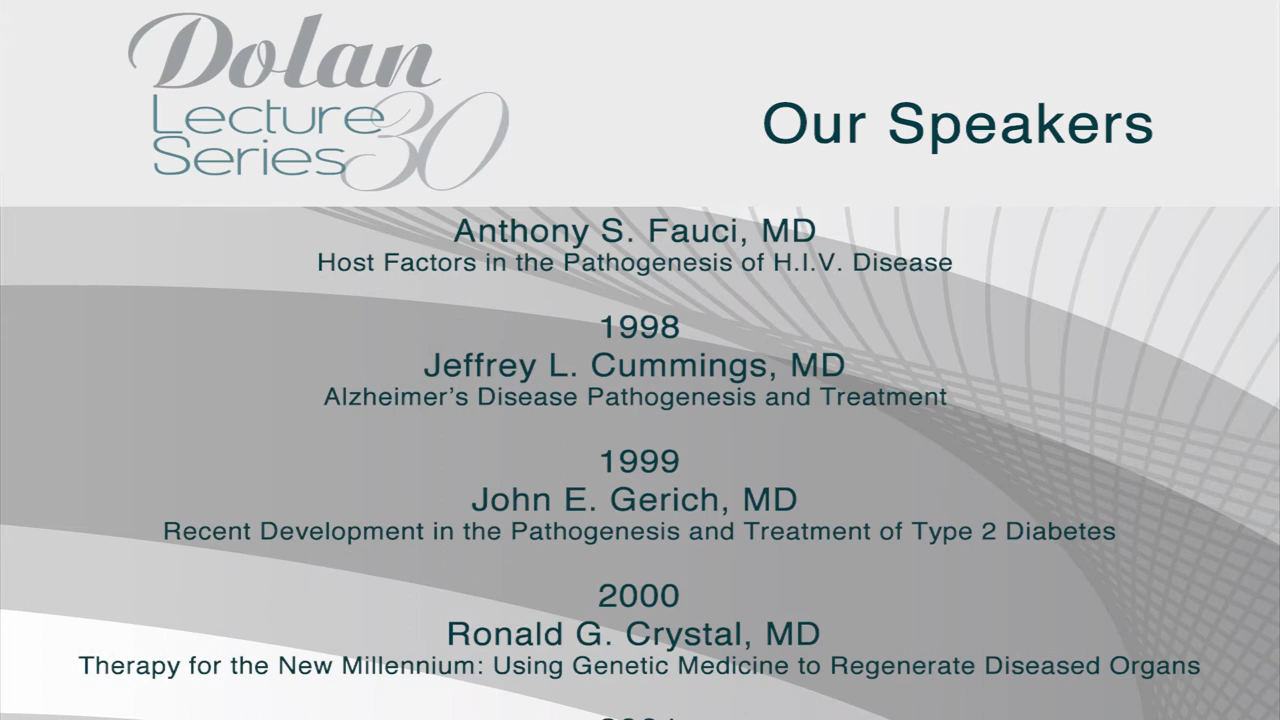 Dolan
Lecture
Series 30
Our Speakers
Anthony S. Fauci, MD
Host Factors in the Pathogenesis of H.I.V. Disease
1998
Jeffrey L. Cummings, MD
Alzheimer’s Disease Pathogenesis and Treatment
1999
John E. Gerich, MD
Recent Development in the Pathogenesis and Treatment of Type 2 Diabetes
2000
Ronald G. Crystal, MD
Therapy for the New Millennium: Using Genetic Medicine to Regenerate Diseased Organs